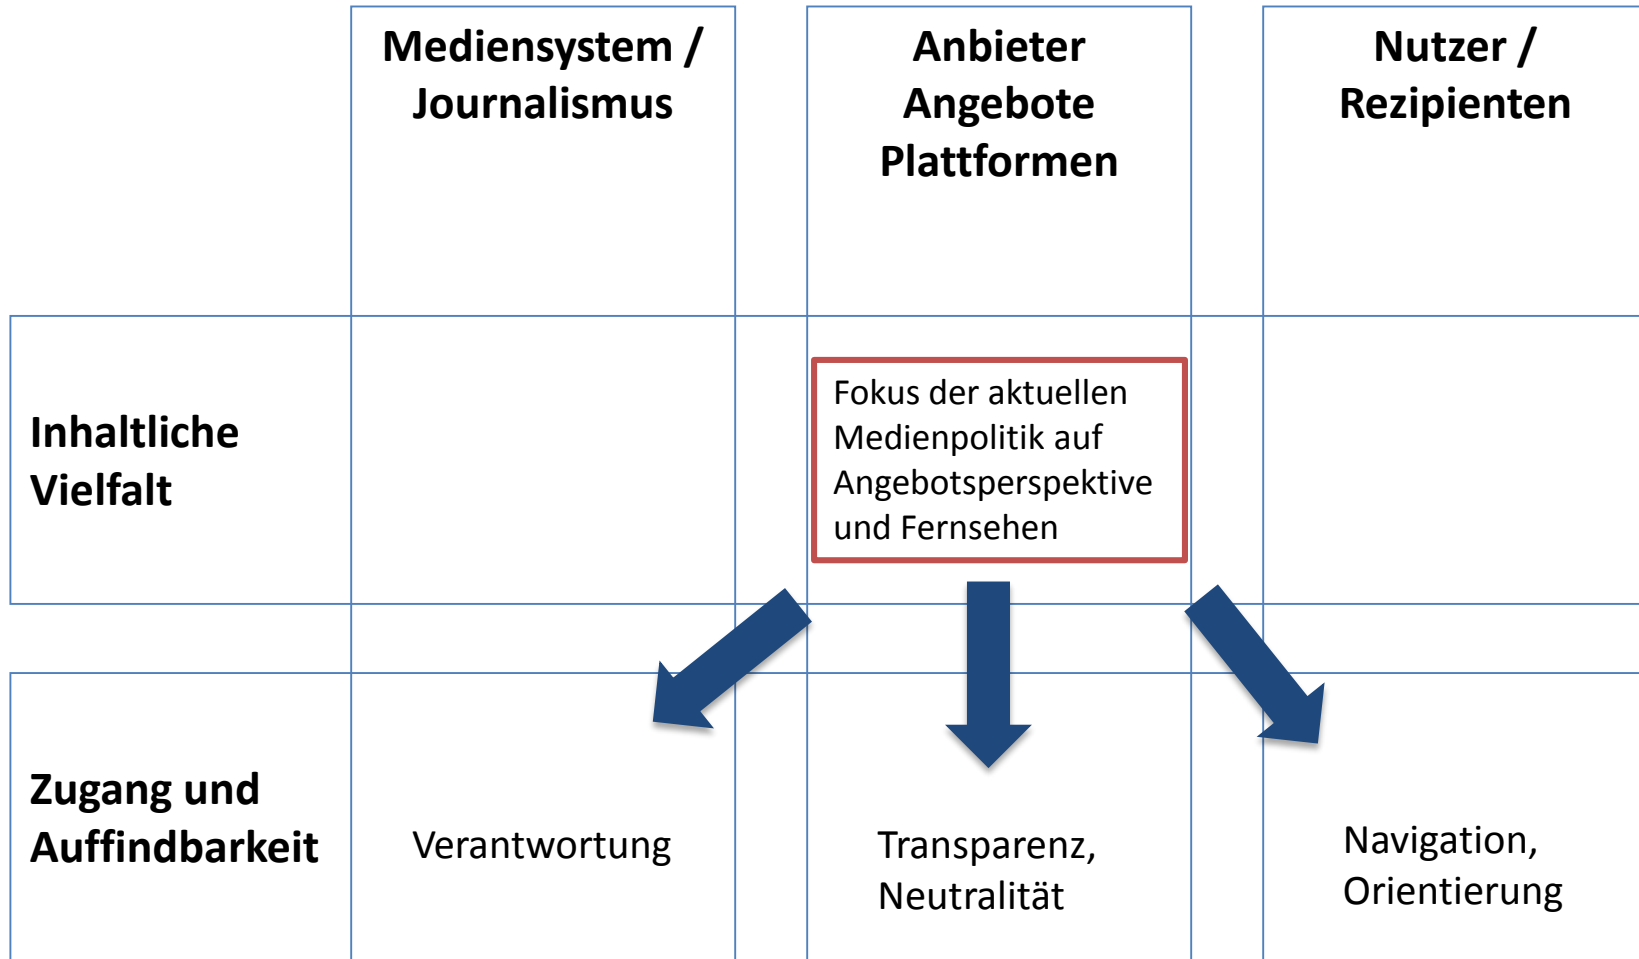 Mediensystem /
Journalismus
Anbieter
Angebote
Plattformen
Nutzer /
Rezipienten
Inhaltliche
Vielfalt
Fokus der aktuellen
Medienpolitik auf
Angebotsperspektive
und Fernsehen
Zugang und
Auffindbarkeit
Verantwortung
Transparenz,
Neutralität
Navigation,
Orientierung